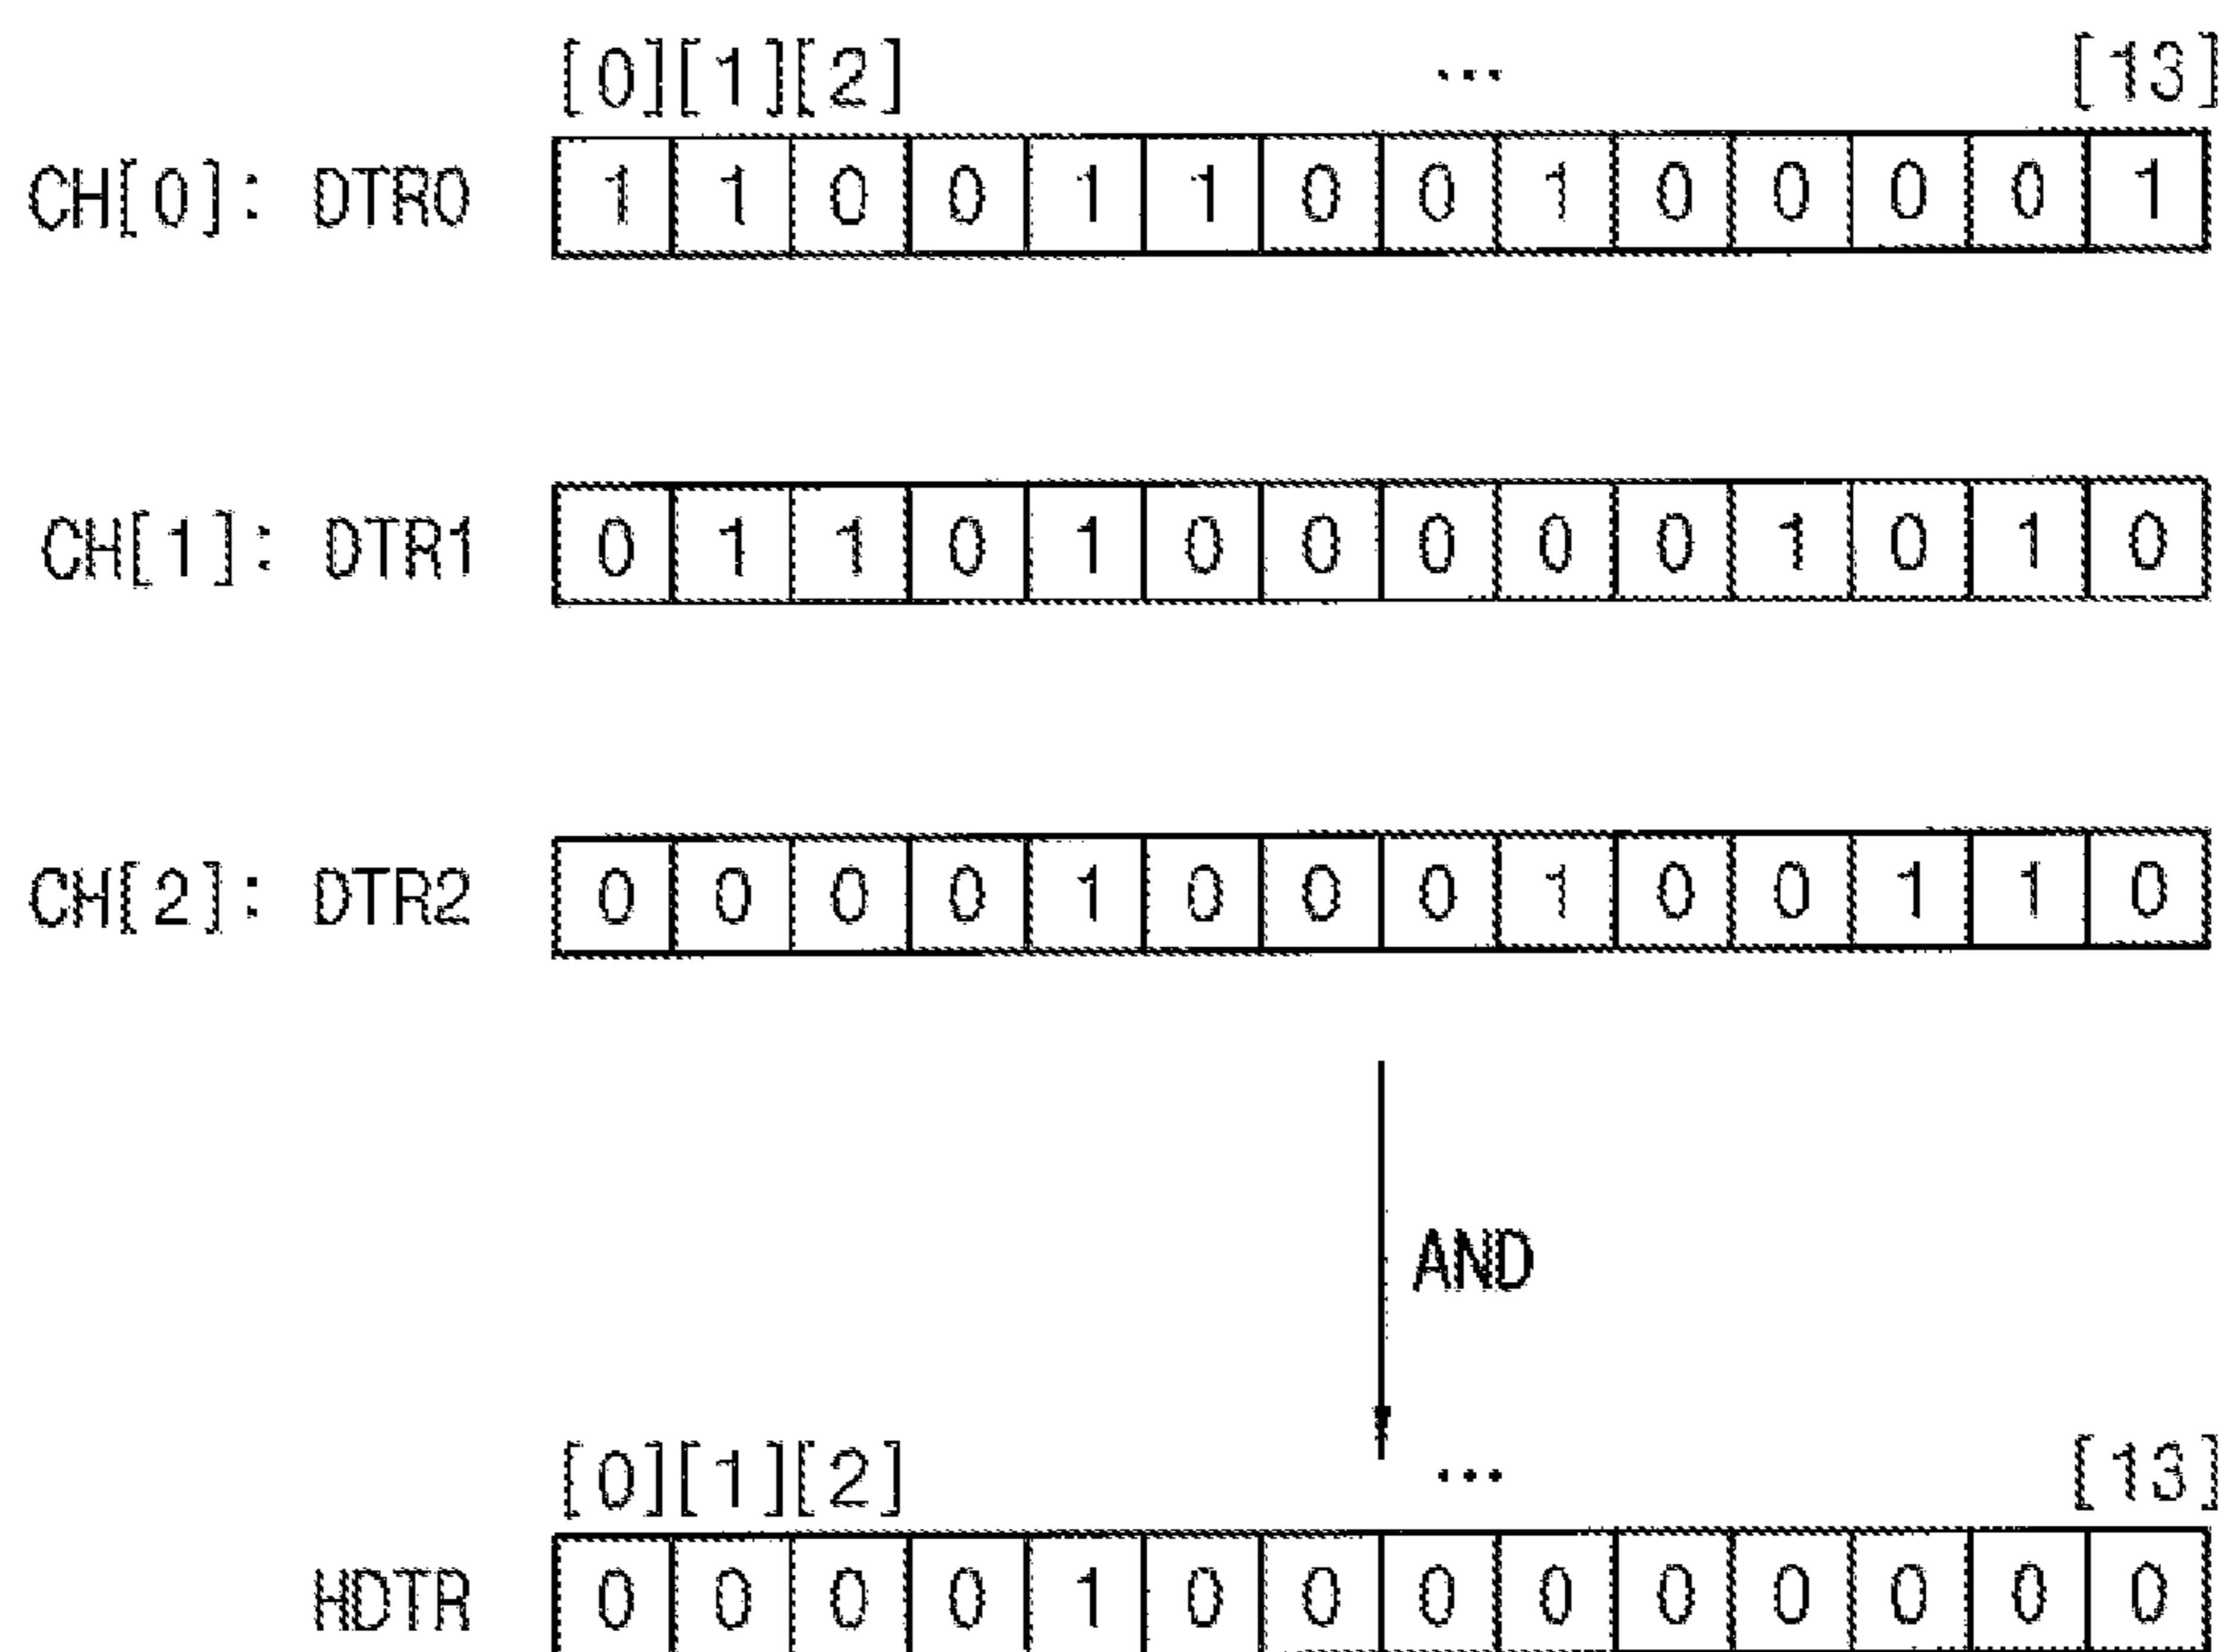 [0][1][2] ... [13]
CH[0]: DTR0 1 1 0 0 1 1 0 0 1 0 0 0 0 1
CH[1]: DTR1 0 1 1 0 1 0 0 0 0 0 1 0 1 0
CH[2]: DTR2 0 0 0 0 1 0 0 0 1 0 0 1 1 0
AND
[0][1][2] ... [13]
HDTR 0 0 0 0 1 0 0 0 0 0 0 0 0 0